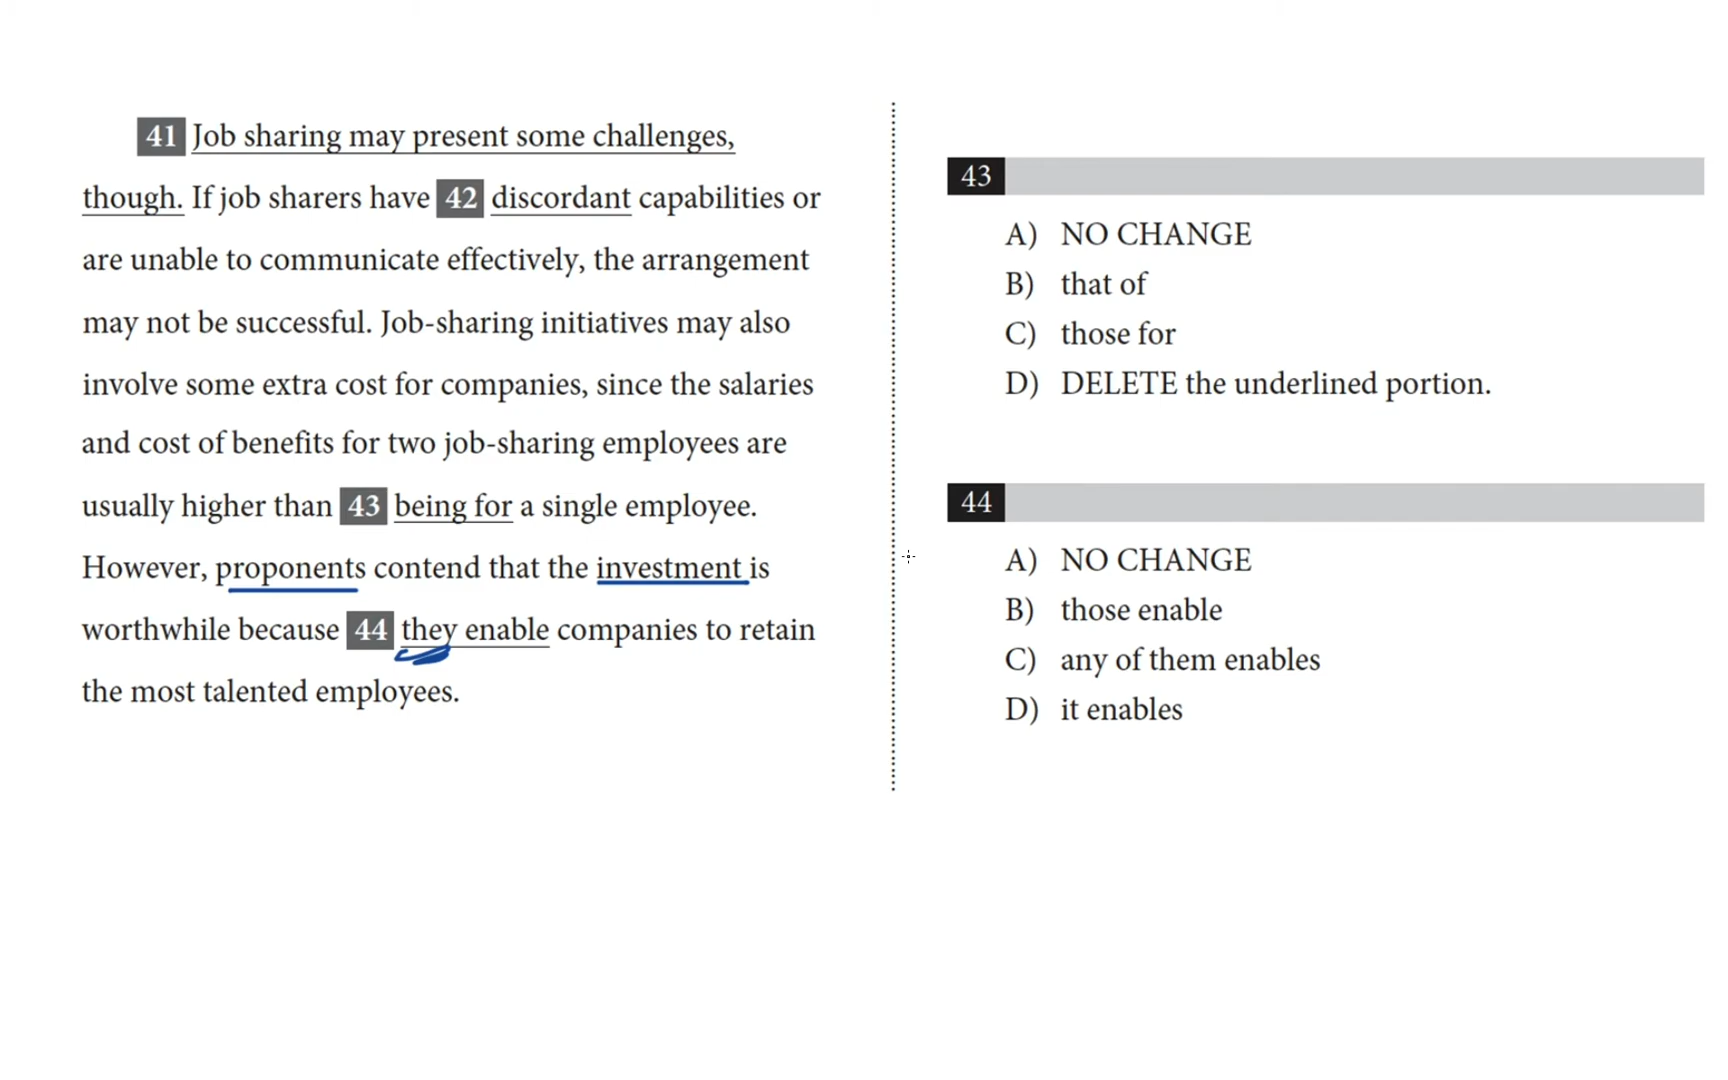 41 Job sharing may present some challenges,
though. If job sharers have 42 discordant capabilities or
are unable to communicate effectively, the arrangement
may not be successful. Job-sharing initiatives may also
involve some extra cost for companies, since the salaries
and cost of benefits for two job-sharing employees are
usually higher than 43 being for a single employee.
However, proponents contend that the investment is
worthwhile because 44 they enable companies to retain
the most talented employees.
43
A) NO CHANGE
B) that of
C) those for
D) DELETE the underlined portion.
44
A) NO CHANGE
B) those enable
C) any of them enables
D) it enables